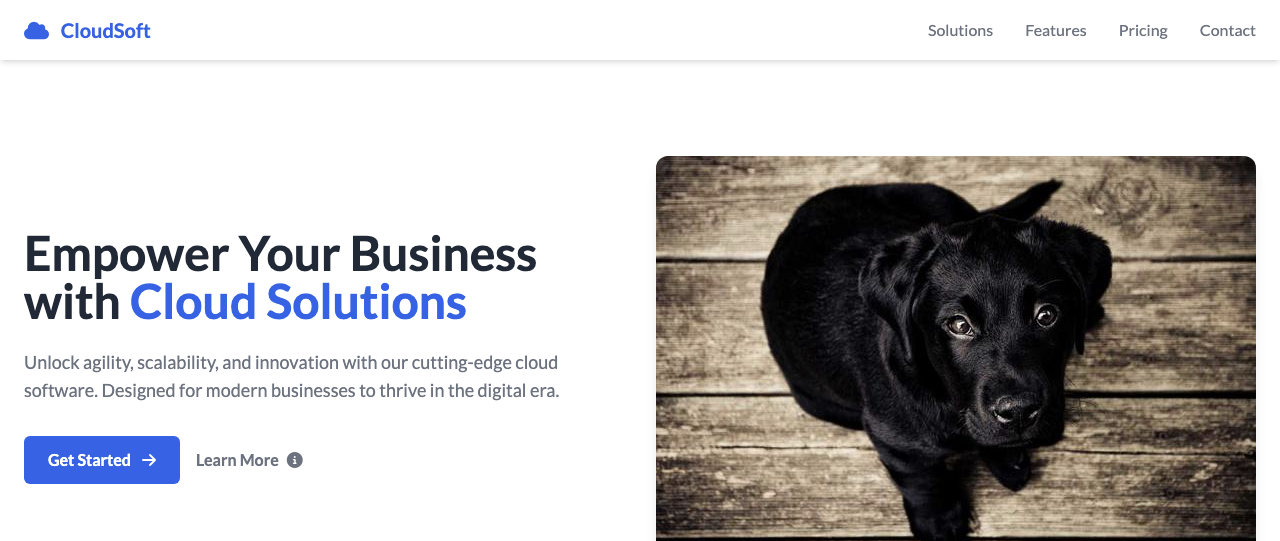 CloudSoft
Solutions
Features
Pricing
Contact
Empower Your Business
with Cloud Solutions
Unlock agility, scalability, and innovation with our cutting-edge cloud
software. Designed for modern businesses to thrive in the digital era.
Get Started
Learn More